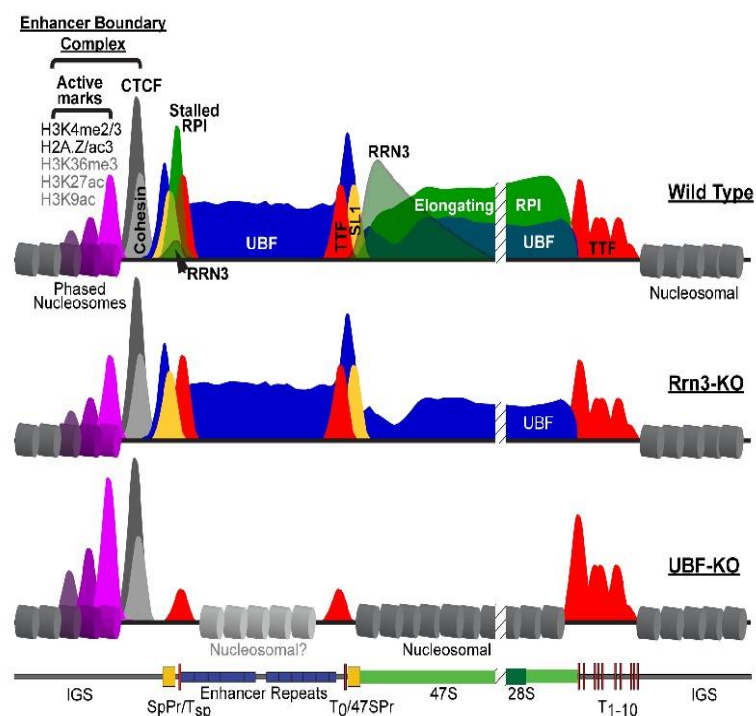 Enhancer Boundary
Complex
Active
marks
CTCF
H3K4me2/3
H2A.Z/ac3
H3K36me3
H3K27ac
H3K9ac
Stalled
RPI
RRN3
Wild Type
Cohesin
UBF
TTF
SL1
Elongating
RPI
UBF
TTF
RRN3
Phased
Nucleosomes
Nucleosomal
Rrn3-KO
UBF
UBF-KO
Nucleosomal?
Nucleosomal
IGS
SpPr/Tsp
Enhancer Repeats
T0/47SPr
47S
28S
T1-10
IGS